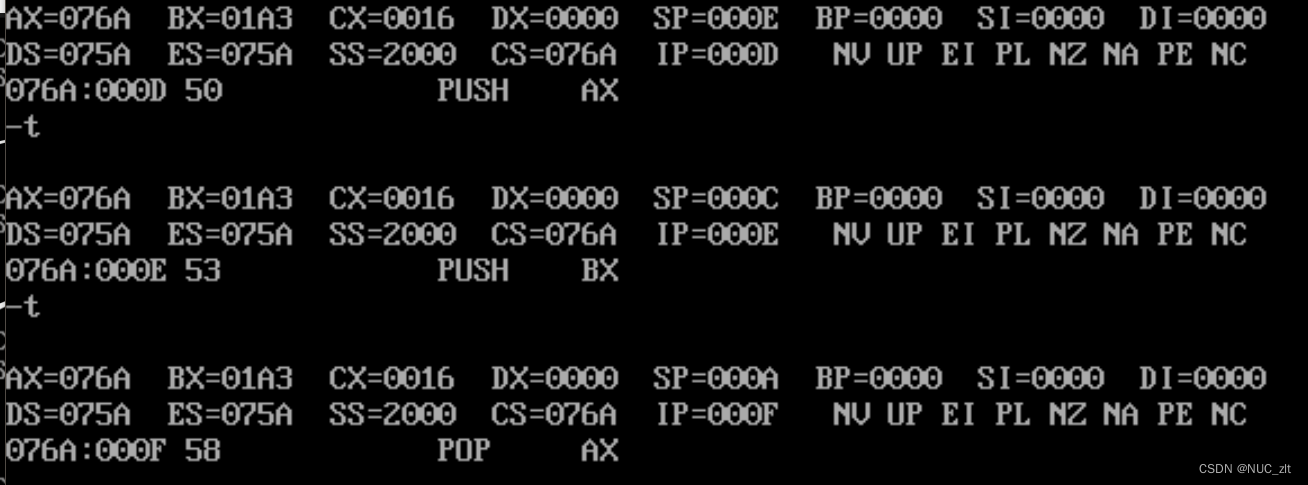 AX=076A BX=01A3 CX=0016 DX=0000 SP=000E BP=0000 SI=0000 DI=0000
DS=075A ES=075A SS=2000 CS=076A IP=000D NV UP EI PL NZ NA PE NC
076A:000D 50 PUSH AX
-t
AX=076A BX=01A3 CX=0016 DX=0000 SP=000C BP=0000 SI=0000 DI=0000
DS=075A ES=075A SS=2000 CS=076A IP=000E NV UP EI PL NZ NA PE NC
076A:000E 53 PUSH BX
-t
AX=076A BX=01A3 CX=0016 DX=0000 SP=000A BP=0000 SI=0000 DI=0000
DS=075A ES=075A SS=2000 CS=076A IP=000F NV UP EI PL NZ NA PE NC
076A:000F 58 POP AX
CSDN @NUC_zlt